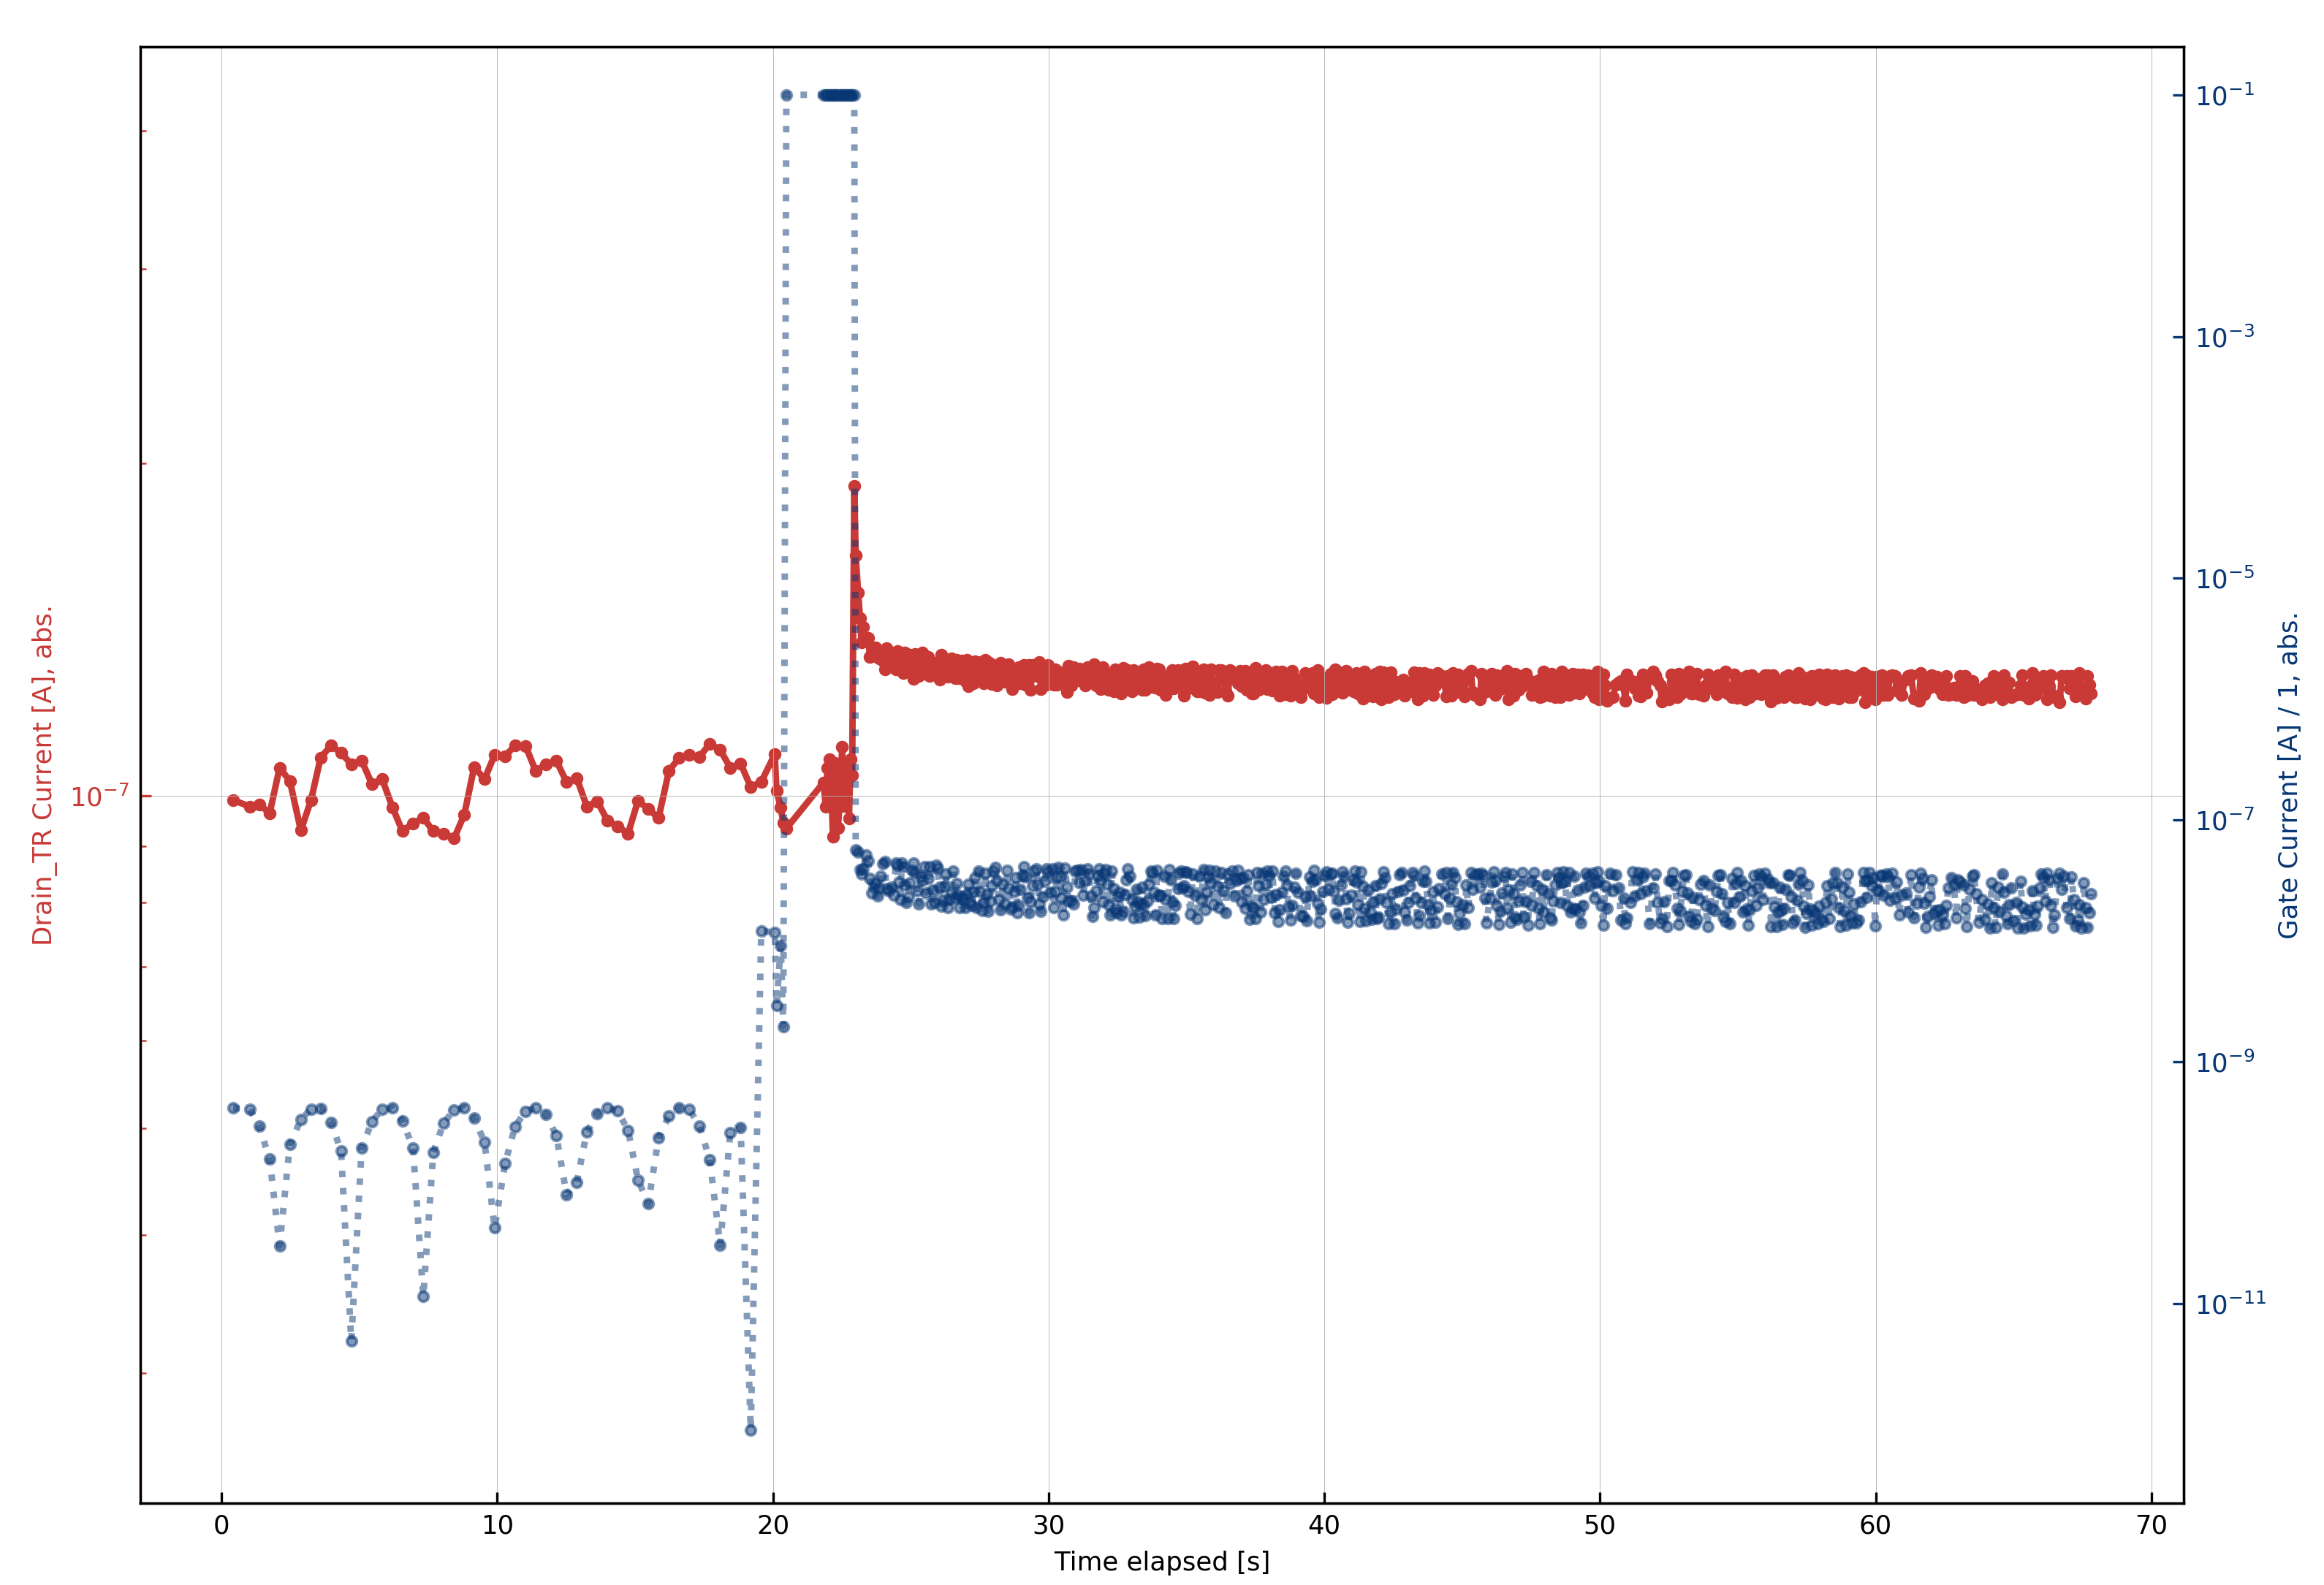 Drain_TR Current [A], abs.
10⁻⁷
10⁻¹
10⁻³
10⁻⁵
10⁻⁷
10⁻⁹
10⁻¹¹
Gate Current [A] / 1, abs.
0 10 20 30 40 50 60 70
Time elapsed [s]